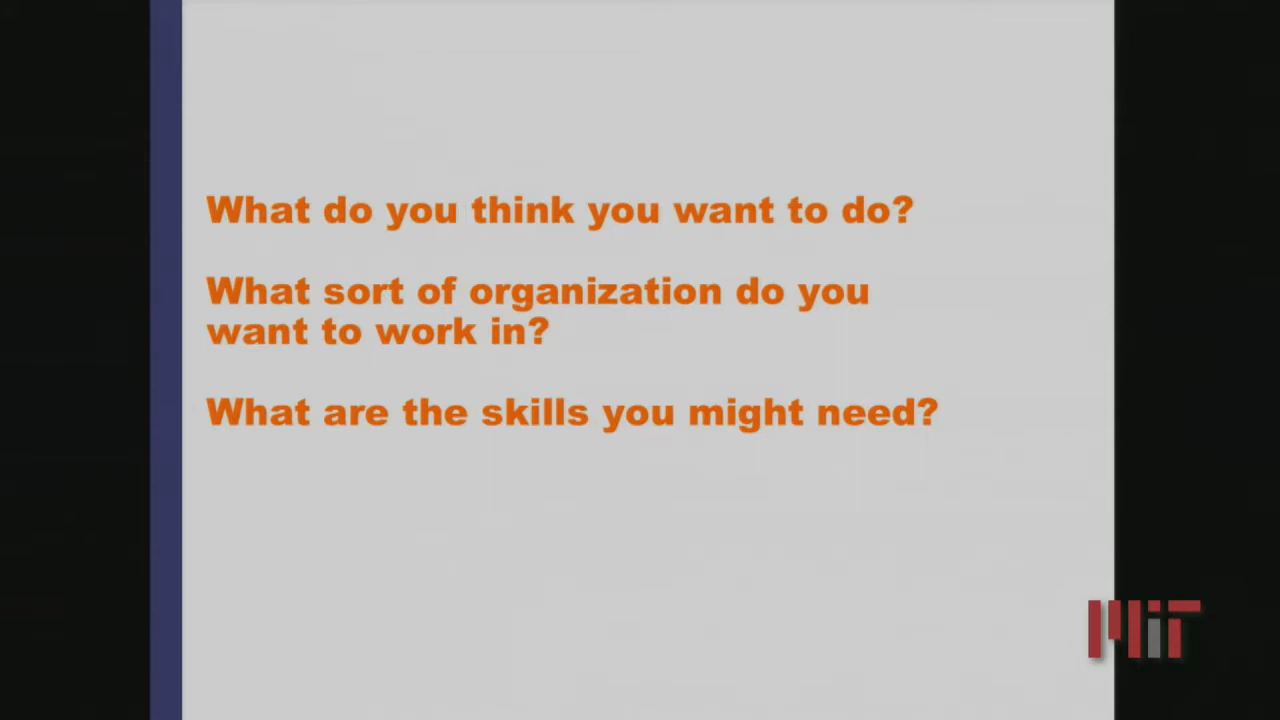 What do you think you want to do?
What sort of organization do you
want to work in?
What are the skills you might need?
MIT